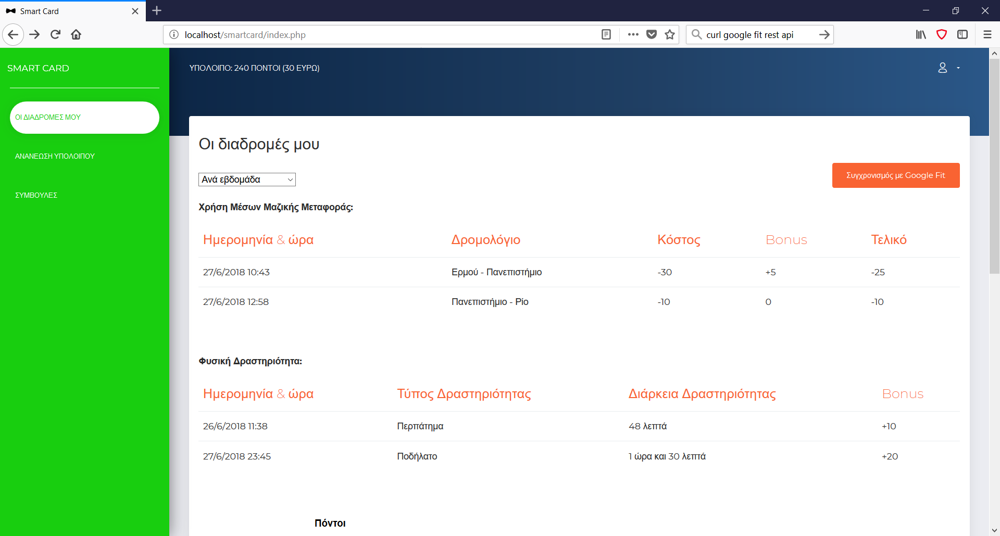 Smart Card
localhost/smartcard/index.php
curl google fit rest api
SMART CARD
ΥΠΟΛΟΙΠΟ: 240 ΠΟΝΤΟΙ (30 ΕΥΡΩ)
ΟΙ ΔΙΑΔΡΟΜΕΣ ΜΟΥ
ΑΝΑΝΕΩΣΗ ΥΠΟΛΟΙΠΟΥ
ΣΥΜΒΟΥΛΕΣ
Οι διαδρομές μου
Ανά εβδομάδα
Συγχρονισμός με Google Fit
Χρήση Μέσων Μαζικής Μεταφοράς:
Ημερομηνία & ώρα Δρομολόγιο Κόστος Bonus Τελικό
27/6/2018 10:43 Ερμού - Πανεπιστήμιο -30 +5 -25
27/6/2018 12:58 Πανεπιστήμιο - Ρίο -10 0 -10
Φυσική Δραστηριότητα:
Ημερομηνία & ώρα Τύπος Δραστηριότητας Διάρκεια Δραστηριότητας Bonus
26/6/2018 11:38 Περπάτημα 48 λεπτά +10
27/6/2018 23:45 Ποδήλατο 1 ώρα και 30 λεπτά +20
Πόντοι